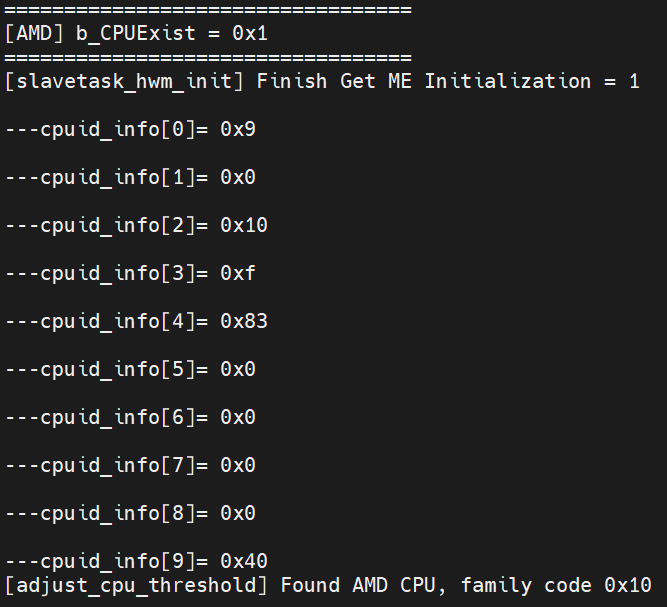 ==================================
[AMD] b_CPUExist = 0x1
==================================
[slavetask_hwm_init] Finish Get ME Initialization = 1
---cpuid_info[0]= 0x9
---cpuid_info[1]= 0x0
---cpuid_info[2]= 0x10
---cpuid_info[3]= 0xf
---cpuid_info[4]= 0x83
---cpuid_info[5]= 0x0
---cpuid_info[6]= 0x0
---cpuid_info[7]= 0x0
---cpuid_info[8]= 0x0
---cpuid_info[9]= 0x40
[adjust_cpu_threshold] Found AMD CPU, family code 0x10